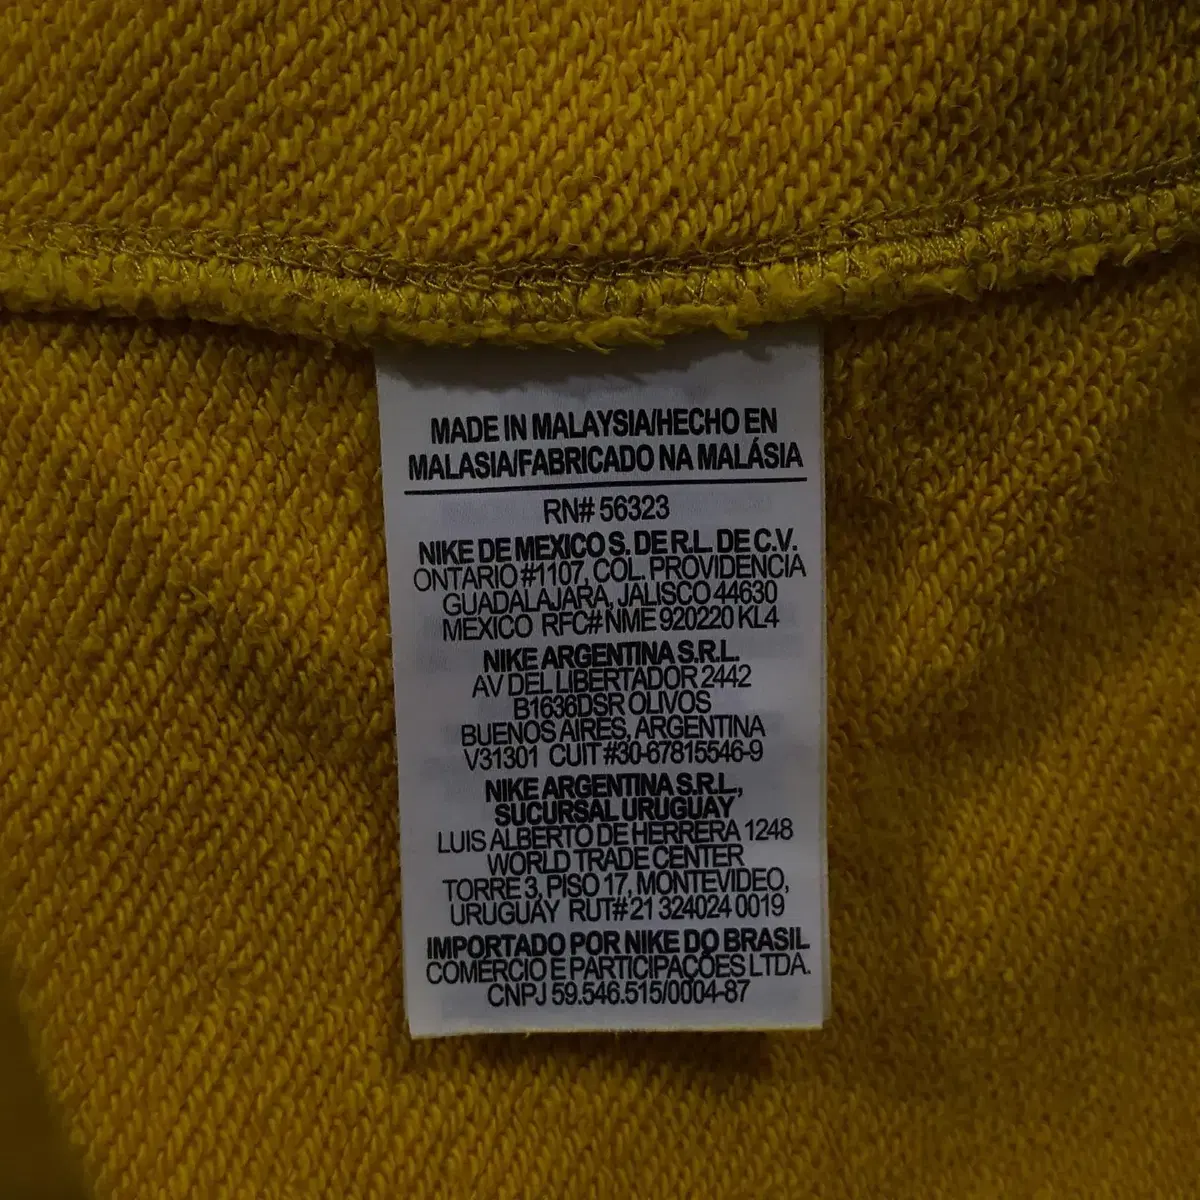 MADE IN MALAYSIA/HECHO EN
MALASIA/FABRICADO NA MALÁSIA
RN# 56323
NIKE DE MEXICO S. DE R.L. DE C.V.
ONTARIO #1107, COL. PROVIDENCIA
GUADALAJARA, JALISCO 44630
MEXICO RFC# NME 920220 KL4
NIKE ARGENTINA S.R.L.
AV DEL LIBERTADOR 2442
B1636DSR OLIVOS
BUENOS AIRES, ARGENTINA
V31301 CUIT #30-67815546-9
NIKE ARGENTINA S.R.L.,
SUCURSAL URUGUAY
LUIS ALBERTO DE HERRERA 1248
WORLD TRADE CENTER
TORRE 3, PISO 17, MONTEVIDEO,
URUGUAY RUT# 21 324024 0019
IMPORTADO POR NIKE DO BRASIL
COMERCIO E PARTICIPAÇÕES LTDA.
CNPJ 59.546.515/0004-87